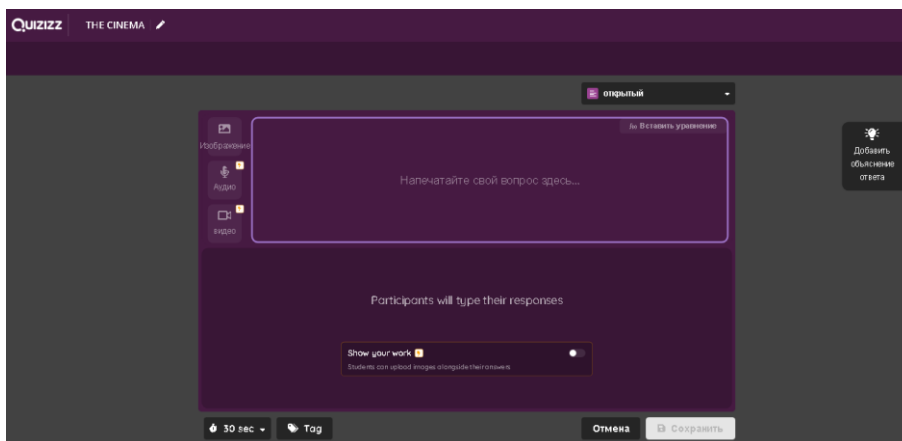 QUIZIZZ THE CINEMA
открытый
fx Вставить уравнение
Изображение
Аудио
видео
Напечатайте свой вопрос здесь...
Добавить
объяснение
ответа
Participants will type their responses
Show your work
Students can upload images alongside their answers
30 sec Tag Отмена Сохранить